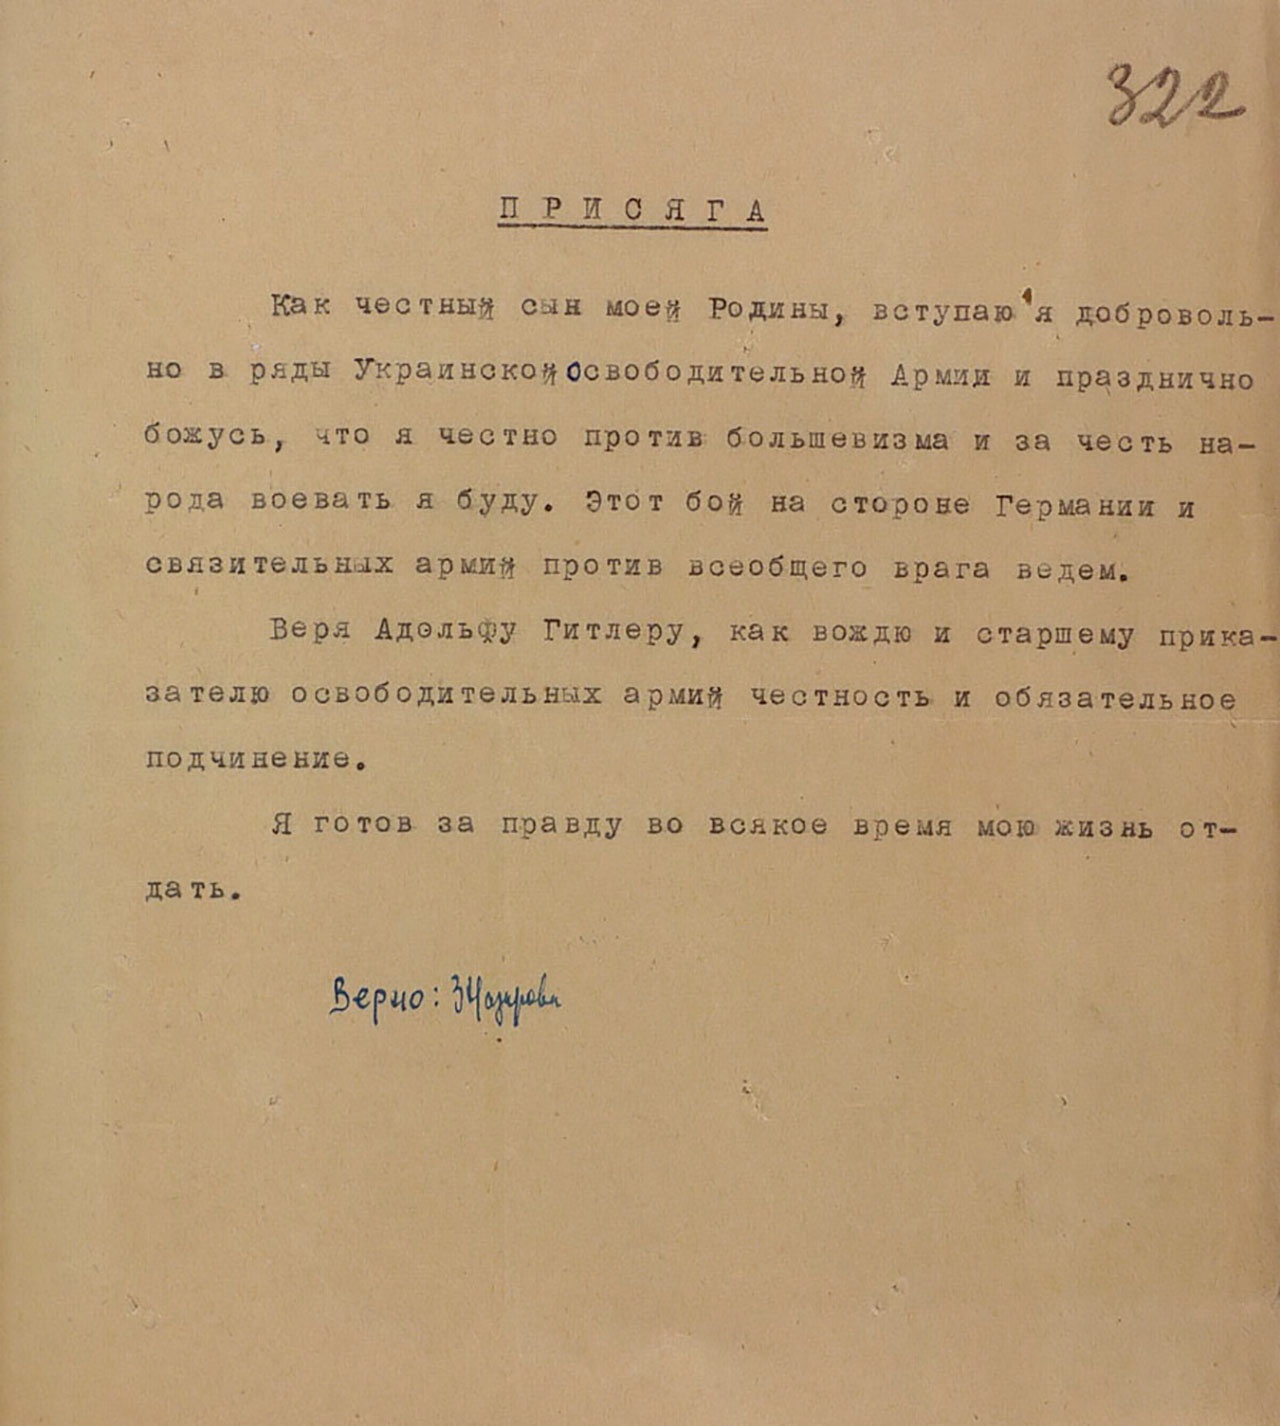 322
П Р И С Я Г А
Как честный сын моей Родины, вступаю я доброволь-
но в ряды Украинской Освободительной Армии и празднично
божусь, что я честно против большевизма и за честь на-
рода воевать я буду. Этот бой на стороне Германии и
связительных армий против всеобщего врага ведем.
Веря Адольфу Гитлеру, как вождю и старшему прика-
зателю освободительных армий честность и обязательное
подчинение.
Я готов за правду во всякое время мою жизнь от-
дать.
Верно: